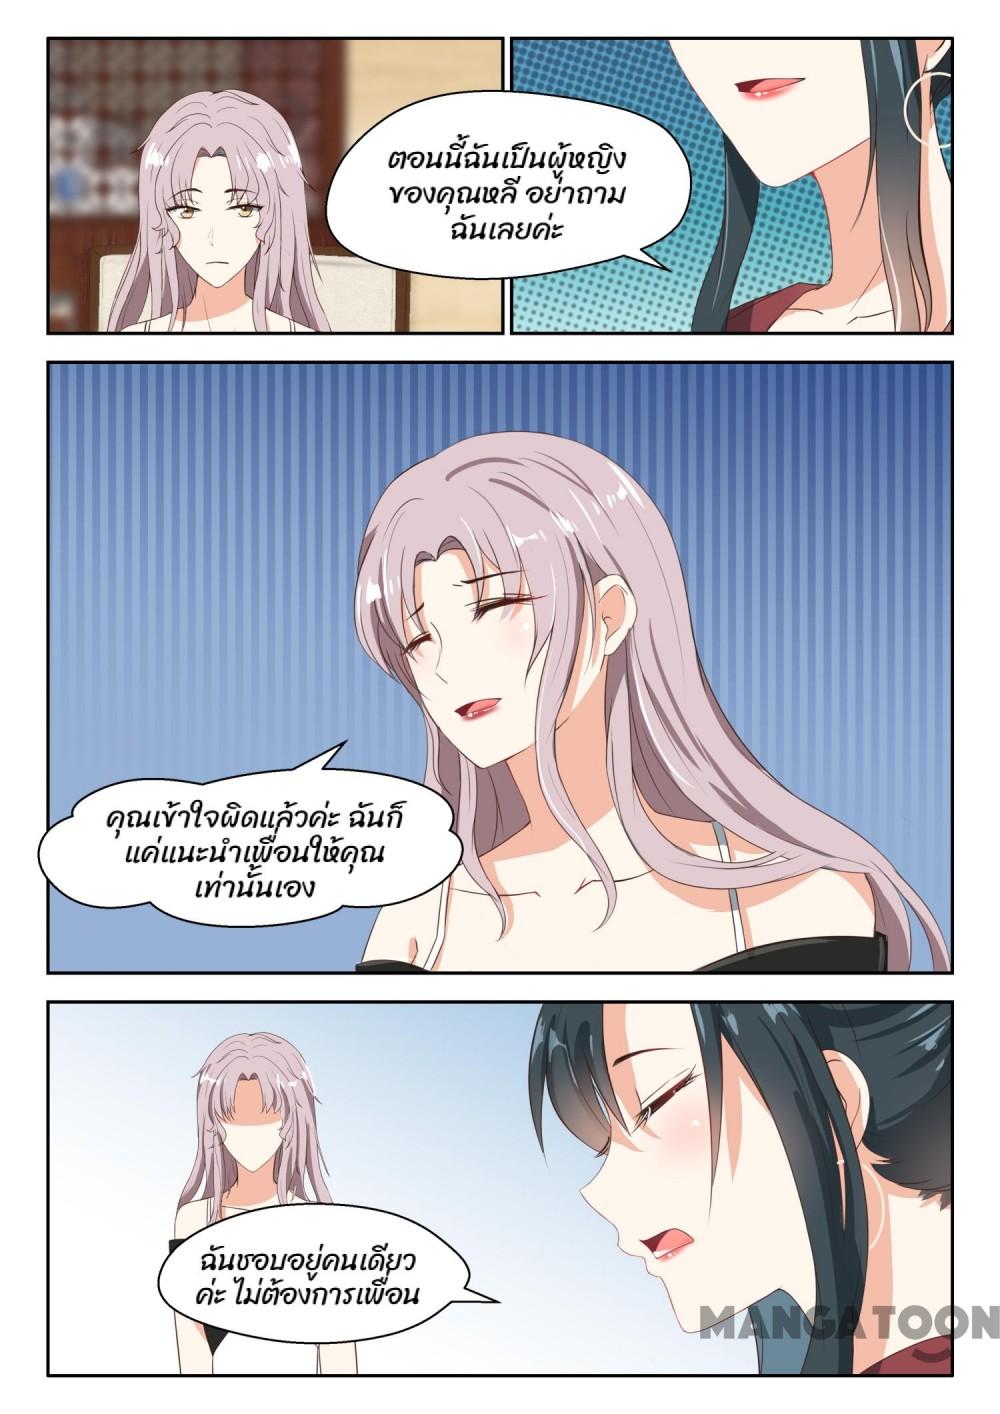 ตอนนี้ฉันเป็นผู้หญิง
ของคุณหลี อย่าถาม
ฉันเลยค่ะ
คุณเข้าใจผิดแล้วค่ะ ฉันก็
แค่แนะนำเพื่อนให้คุณ
เท่านั้นเอง
ฉันชอบอยู่คนเดียว
ค่ะ ไม่ต้องการเพื่อน
MANGATOON